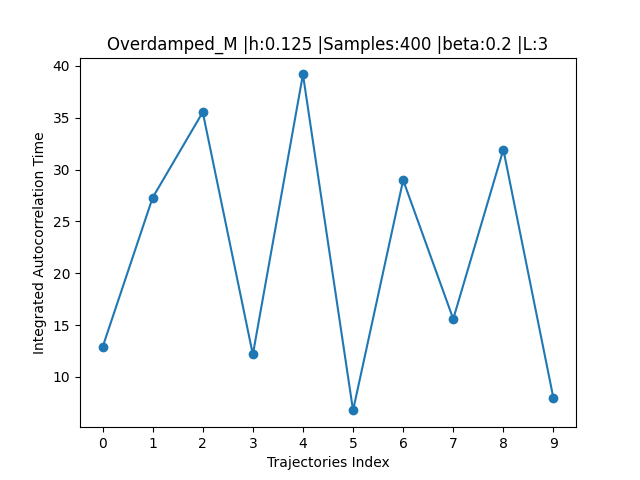 Overdamped_M |h:0.125 |Samples:400 |beta:0.2 |L:3
Integrated Autocorrelation Time
40
35
30
25
20
15
10
0 1 2 3 4 5 6 7 8 9
Trajectories Index